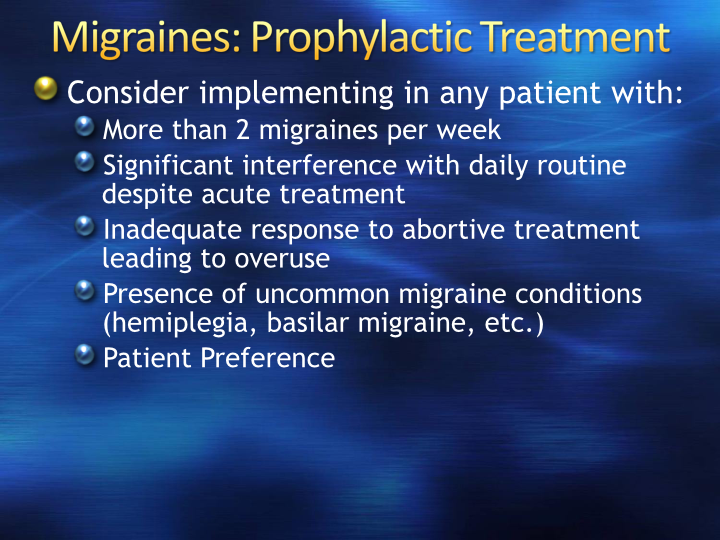 Migraines: Prophylactic Treatment
Consider implementing in any patient with:
More than 2 migraines per week
Significant interference with daily routine
despite acute treatment
Inadequate response to abortive treatment
leading to overuse
Presence of uncommon migraine conditions
(hemiplegia, basilar migraine, etc.)
Patient Preference